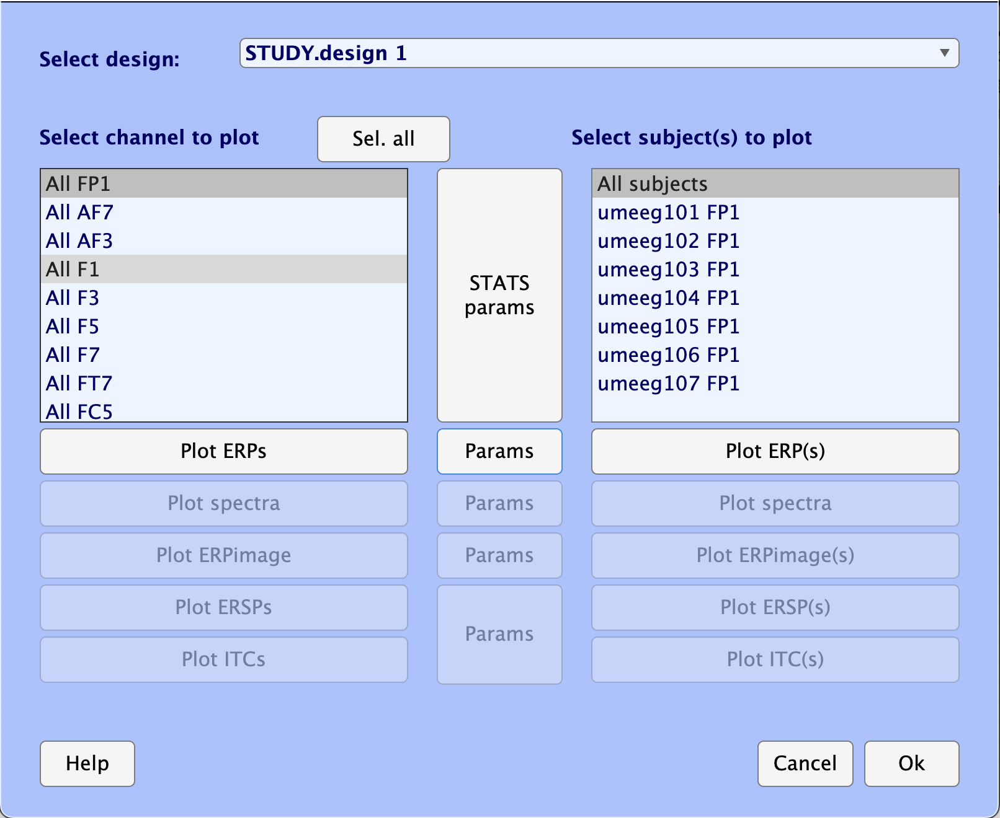 Select design:
STUDY.design 1
Select channel to plot
Sel. all
Select subject(s) to plot
All FP1
All AF7
All AF3
All F1
All F3
All F5
All F7
All FT7
All FC5
STATS
params
All subjects
umeeg101 FP1
umeeg102 FP1
umeeg103 FP1
umeeg104 FP1
umeeg105 FP1
umeeg106 FP1
umeeg107 FP1
Plot ERPs
Params
Plot ERP(s)
Plot spectra
Params
Plot spectra
Plot ERPimage
Params
Plot ERPimage(s)
Plot ERSPs
Params
Plot ERSP(s)
Plot ITCs
Plot ITC(s)
Help
Cancel
Ok